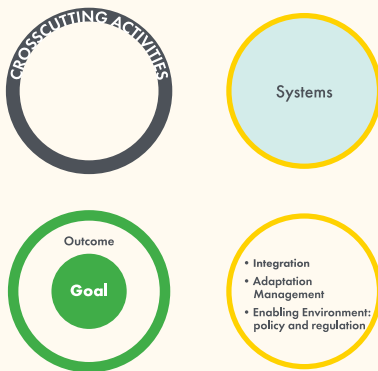 CROSSCUTTING ACTIVITIES
Systems
Outcome
Goal
• Integration
• Adaptation
Management
• Enabling Environment:
policy and regulation